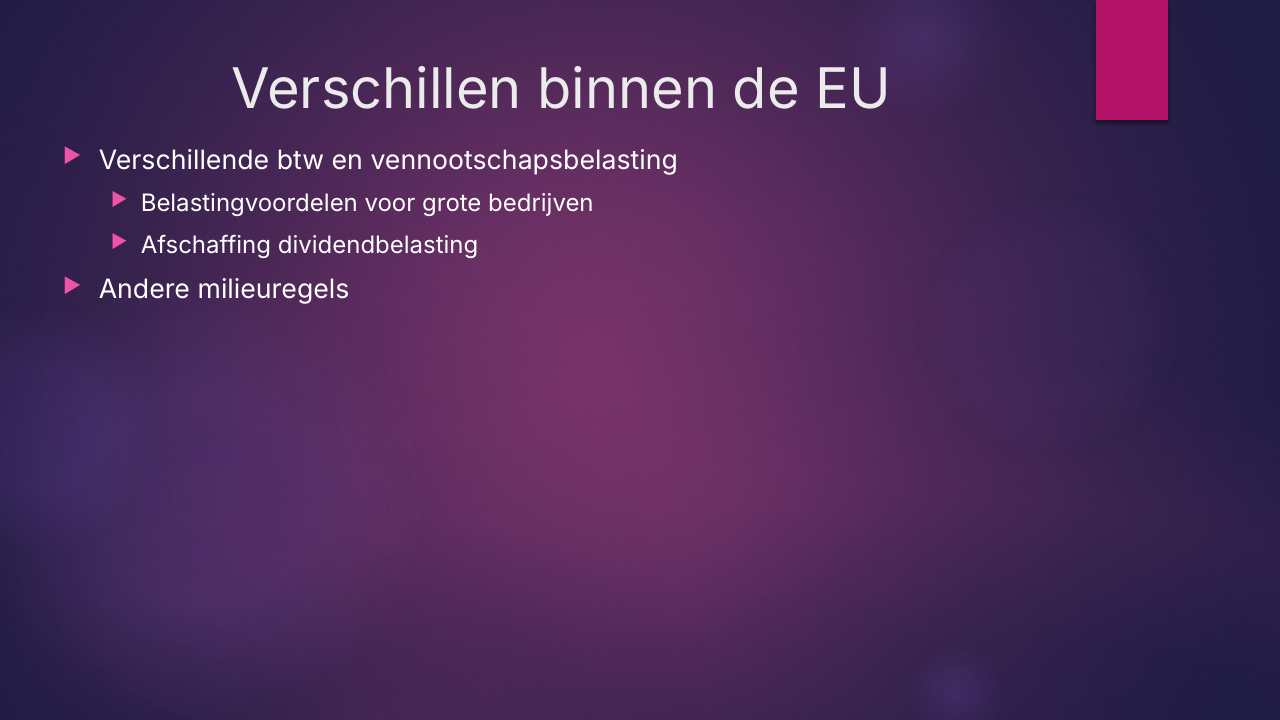 Verschillen binnen de EU
Verschillende btw en vennootschapsbelasting
Belastingvoordelen voor grote bedrijven
Afschaffing dividendbelasting
Andere milieuregels